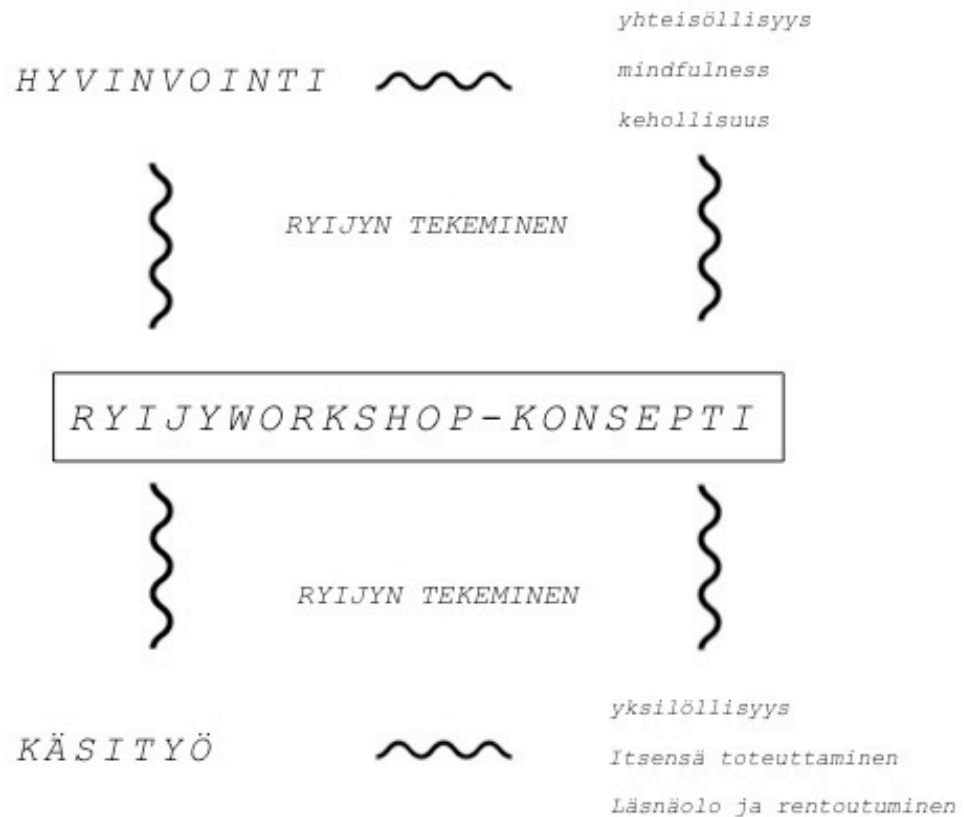 yhteisöllisyys
HYVINVOINTI
mindfulness
kehollisuus
RYIJYN TEKEMINEN
RYIJYWORKSHOP-KONSEPTI
RYIJYN TEKEMINEN
yksilöllisyys
KÄSITYÖ
Itsensä toteuttaminen
Läsnäolo ja rentoutuminen